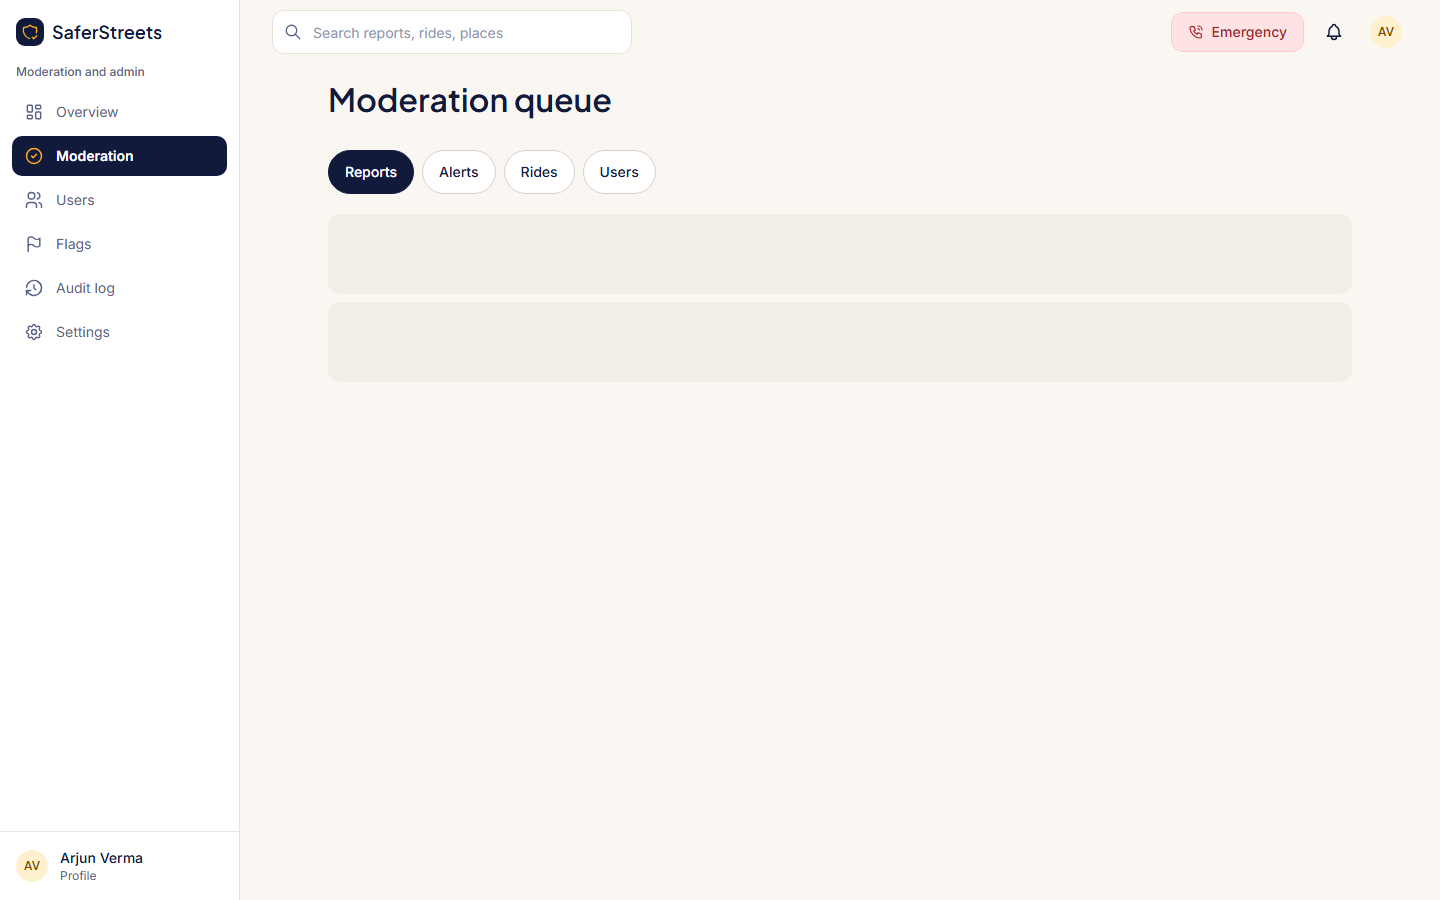 SaferStreets
Moderation and admin
Overview
Moderation
Users
Flags
Audit log
Settings
AV
Arjun Verma
Profile
Search reports, rides, places
Emergency
AV
Moderation queue
Reports
Alerts
Rides
Users